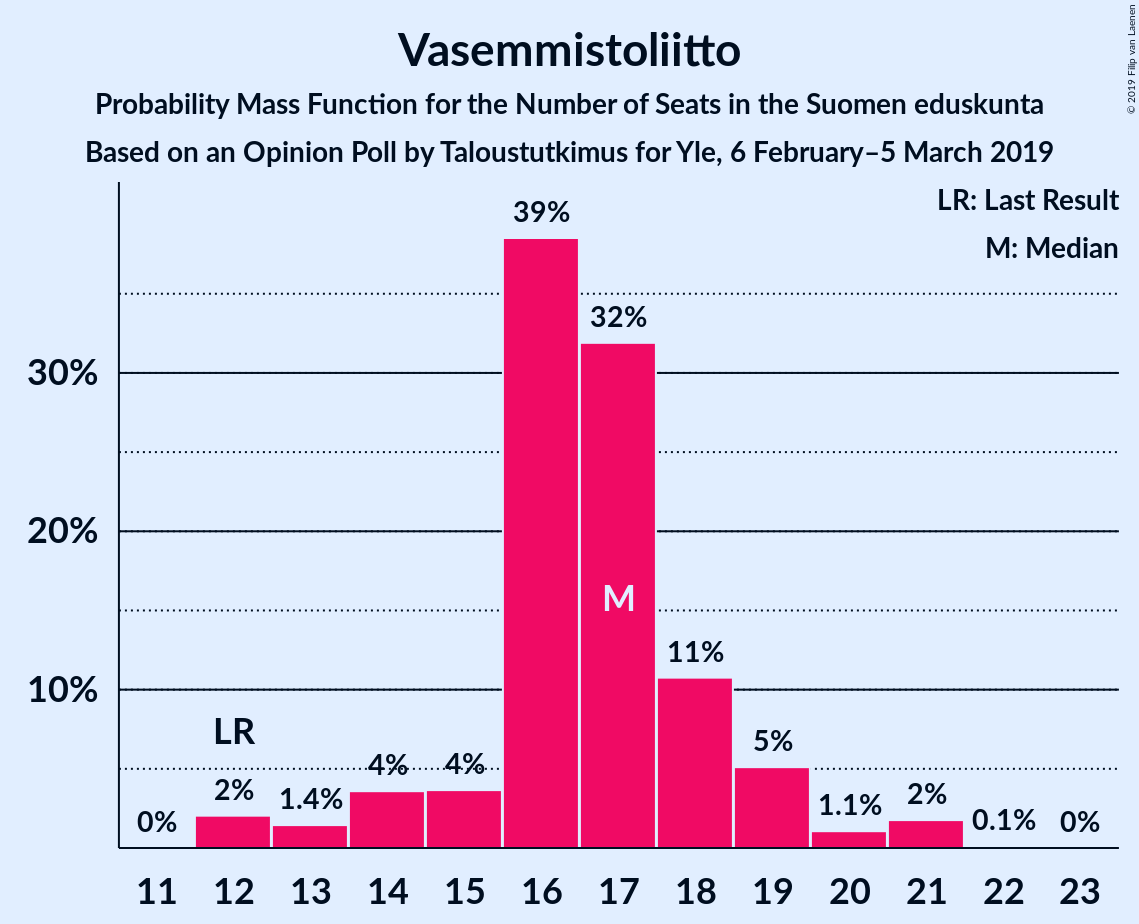 Vasemmistoliitto
Probability Mass Function for the Number of Seats in the Suomen eduskunta
Based on an Opinion Poll by Taloustutkimus for Yle, 6 February–5 March 2019
© 2019 Filip van Laenen
LR: Last Result
M: Median
39%
32%
30%
20%
M
11%
10%
LR
5%
4%
4%
2%
1.4%
0%
1.1%
2%
0.1%
0%
11 12 13 14 15 16 17 18 19 20 21 22 23